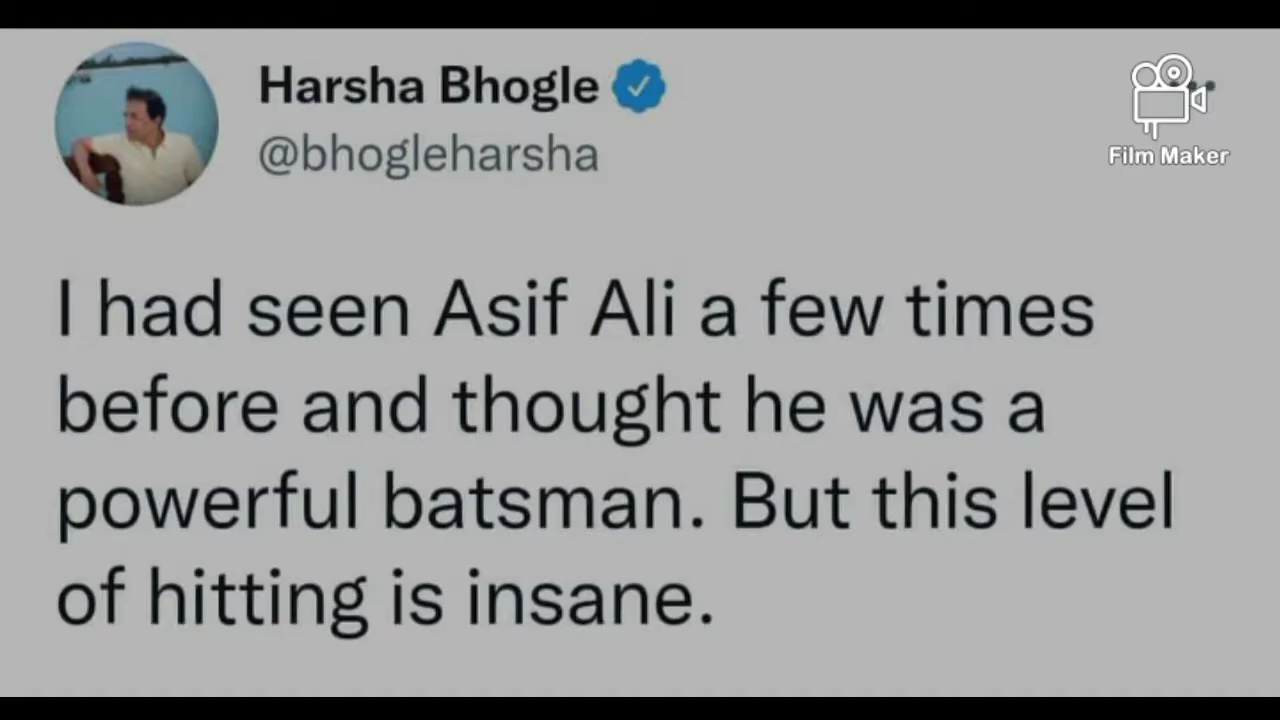 Harsha Bhogle
@bhogleharsha
Film Maker
I had seen Asif Ali a few times
before and thought he was a
powerful batsman. But this level
of hitting is insane.